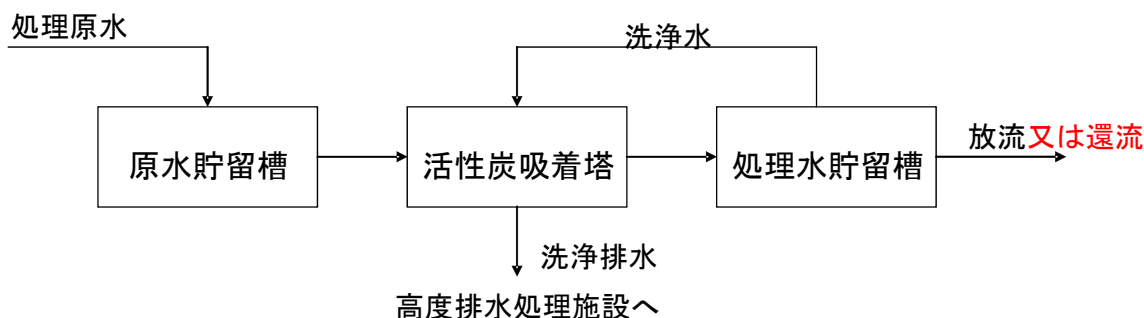 処理原水
洗浄水
原水貯留槽
活性炭吸着塔
処理水貯留槽
放流又は還流
洗浄排水
高度排水処理施設へ